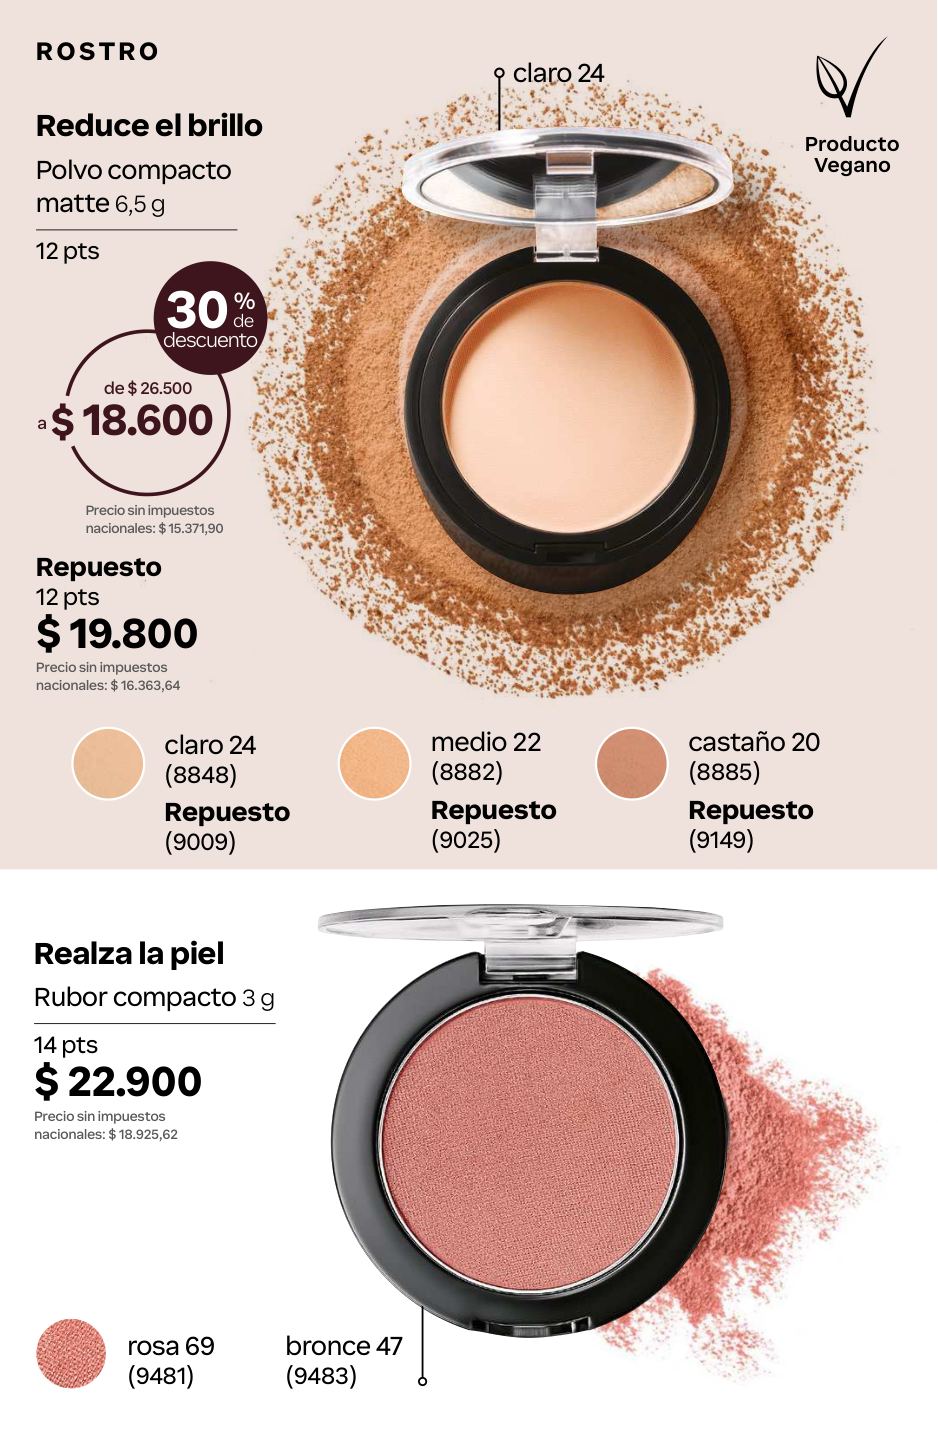 ROSTRO
claro 24
Producto
Vegano
Reduce el brillo
Polvo compacto
matte 6,5 g
12 pts
30 %
de
descuento
de $ 26.500
a $ 18.600
Precio sin impuestos
nacionales: $ 15.371,90
Repuesto
12 pts
$ 19.800
Precio sin impuestos
nacionales: $ 16.363,64
claro 24
(8848)
Repuesto
(9009)
medio 22
(8882)
Repuesto
(9025)
castaño 20
(8885)
Repuesto
(9149)
Realza la piel
Rubor compacto 3 g
14 pts
$ 22.900
Precio sin impuestos
nacionales: $ 18.925,62
rosa 69
(9481)
bronce 47
(9483)